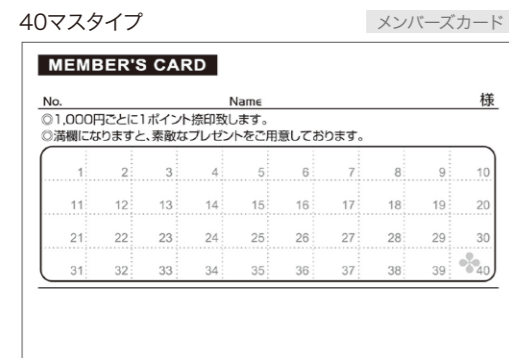 40マスタイプ メンバーズカード
MEMBER'S CARD
No. Name 様
◎1,000円ごとに1ポイント捺印致します。
◎満欄になりますと、素敵なプレゼントをご用意しております。
1 2 3 4 5 6 7 8 9 10
11 12 13 14 15 16 17 18 19 20
21 22 23 24 25 26 27 28 29 30
31 32 33 34 35 36 37 38 39 40